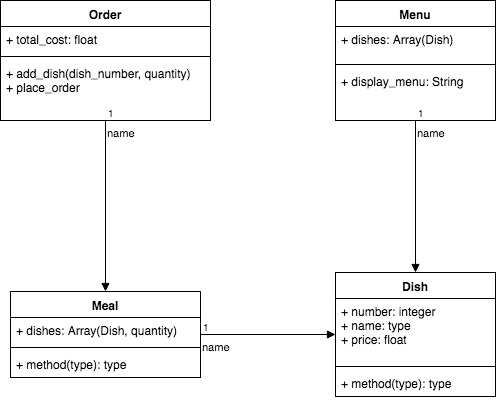 Order
+ total_cost: float
+ add_dish(dish_number, quantity)
+ place_order
1
name
Menu
+ dishes: Array(Dish)
+ display_menu: String
1
name
Meal
+ dishes: Array(Dish, quantity)
+ method(type): type
1
name
Dish
+ number: integer
+ name: type
+ price: float
+ method(type): type